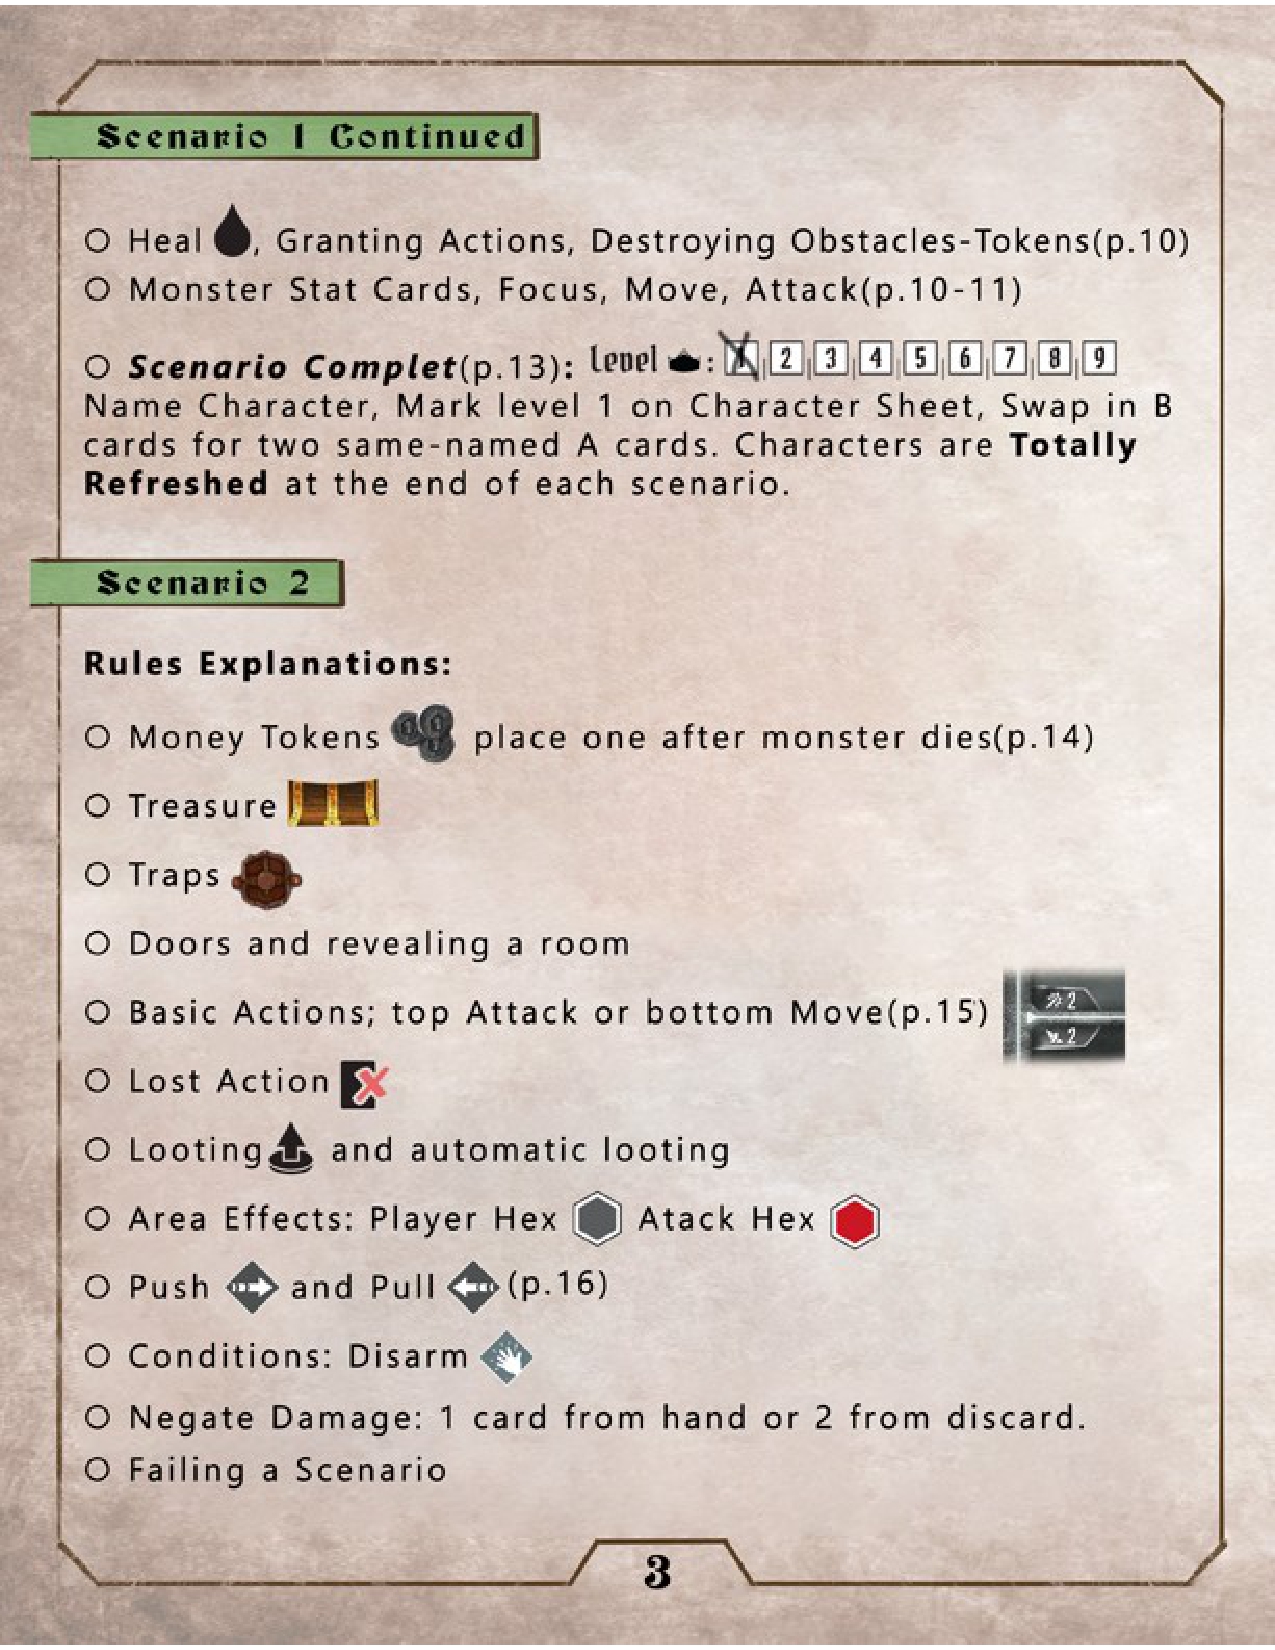 Scenario 1 Continued
Heal , Granting Actions, Destroying Obstacles-Tokens(p.10)
Monster Stat Cards, Focus, Move, Attack(p.10-11)
Scenario Complet(p.13): Level : 1 2 3 4 5 6 7 8 9
Name Character, Mark level 1 on Character Sheet, Swap in B
cards for two same-named A cards. Characters are Totally
Refreshed at the end of each scenario.
Scenario 2
Rules Explanations:
Money Tokens place one after monster dies(p.14)
Treasure
Traps
Doors and revealing a room
Basic Actions; top Attack or bottom Move(p.15)
2
2
Lost Action
Looting and automatic looting
Area Effects: Player Hex Atack Hex
Push and Pull (p.16)
Conditions: Disarm
Negate Damage: 1 card from hand or 2 from discard.
Failing a Scenario
3